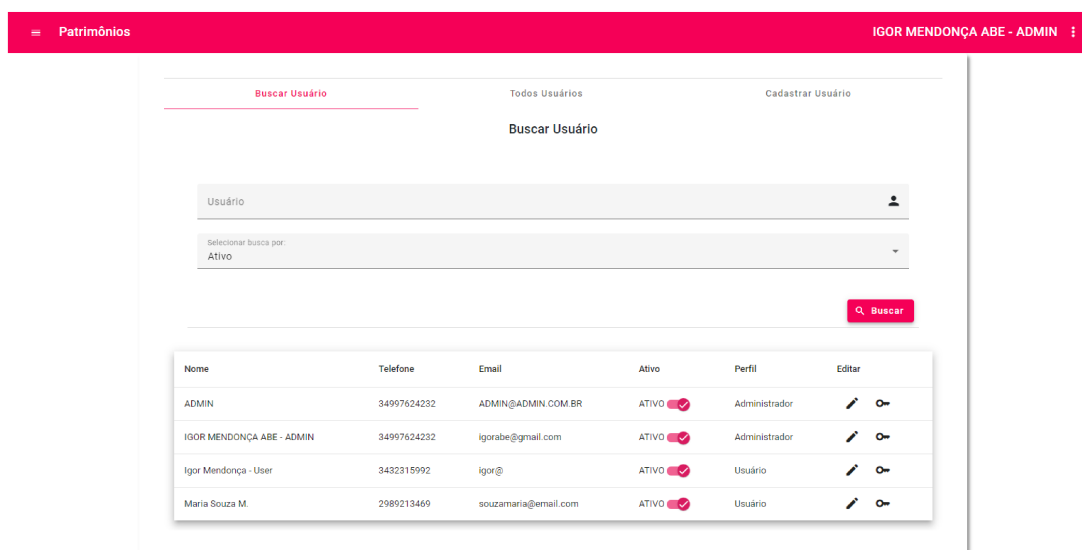 Patrimônios IGOR MENDONÇA ABE - ADMIN
Buscar Usuário Todos Usuários Cadastrar Usuário
Buscar Usuário
Usuário
Selecionar busca por:
Ativo
Buscar
Nome Telefone Email Ativo Perfil Editar
ADMIN 34997624232 ADMIN@ADMIN.COM.BR ATIVO Administrador
IGOR MENDONÇA ABE - ADMIN 34997624232 igorabe@gmail.com ATIVO Administrador
Igor Mendonça - User 3432315992 igor@ ATIVO Usuário
Maria Souza M. 2989213469 souzamaria@email.com ATIVO Usuário